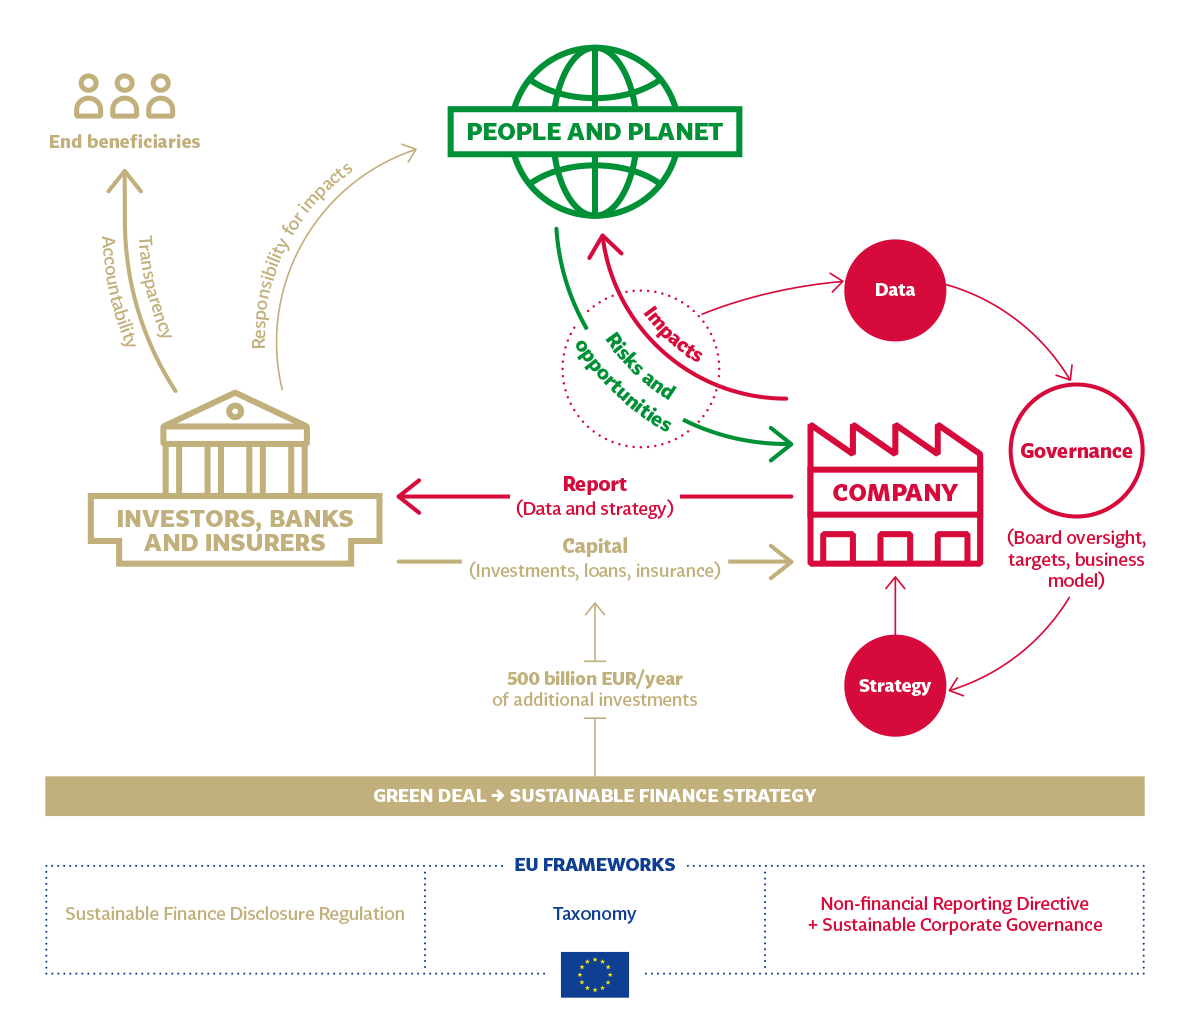 End beneficiaries
PEOPLE AND PLANET
Responsibility for impacts
Transparency
Accountability
Data
Impacts
Risks and
opportunities
Governance
(Board oversight,
targets, business
model)
COMPANY
Report
(Data and strategy)
INVESTORS, BANKS
AND INSURERS
Capital
(Investments, loans, insurance)
Strategy
500 billion EUR/year
of additional investments
GREEN DEAL → SUSTAINABLE FINANCE STRATEGY
EU FRAMEWORKS
Sustainable Finance Disclosure Regulation
Taxonomy
Non-financial Reporting Directive
+ Sustainable Corporate Governance